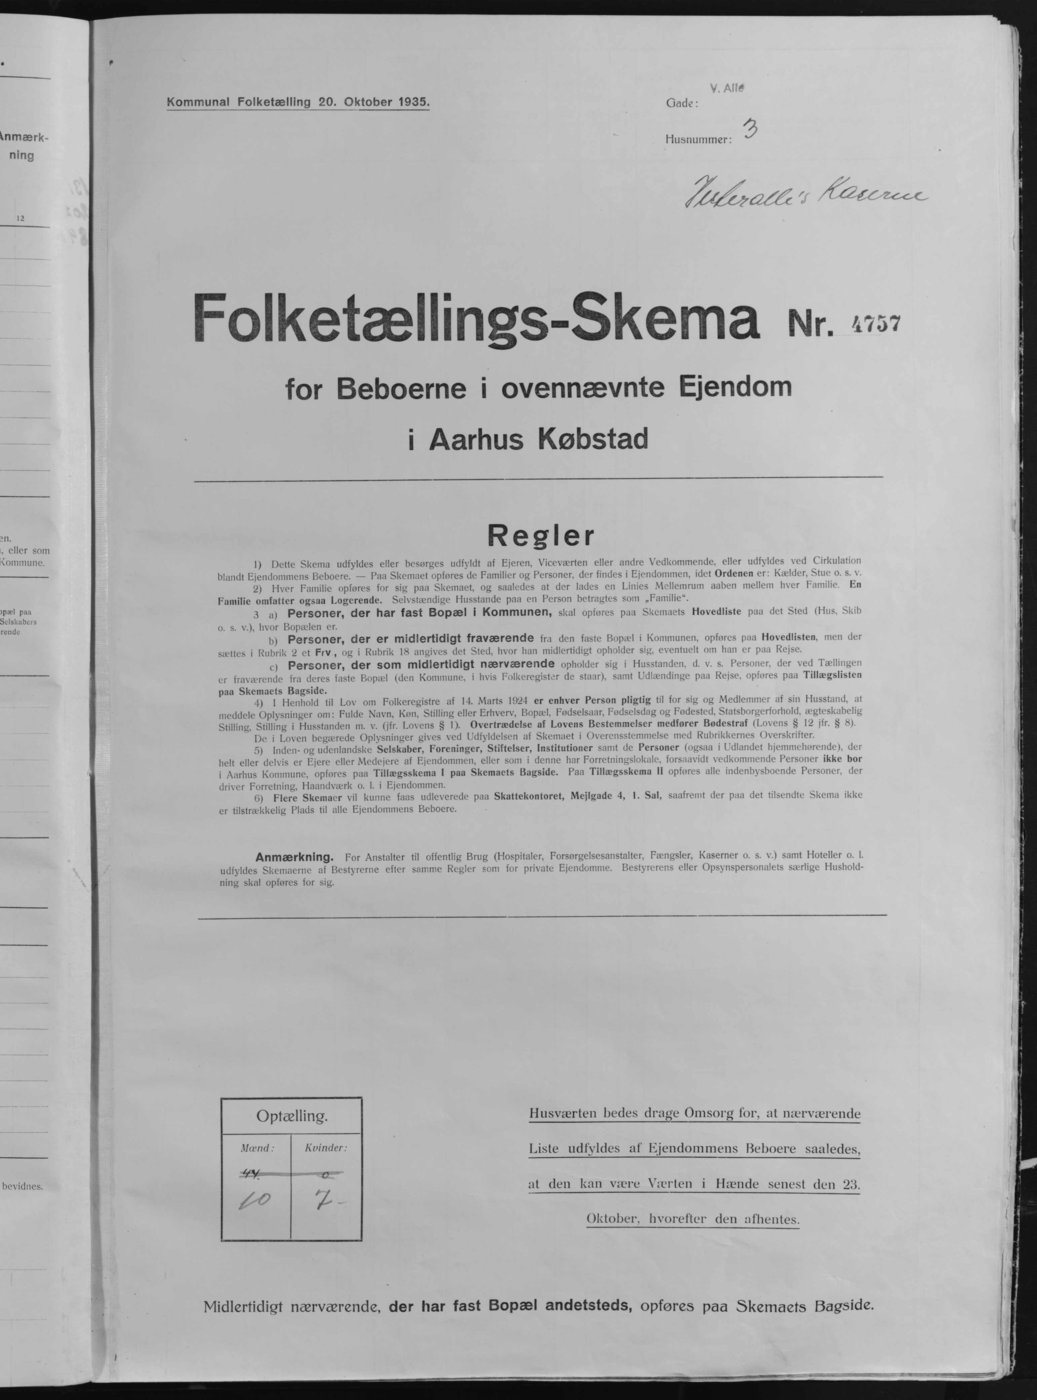 Anmærk-
ning
12
en.
, eller som
Kommune.
opæl paa
Selskabers
rende
bevidnes.
Kommunal Folketælling 20. Oktober 1935.
V. Allé
Gade:
Husnummer: 3
Vesterallé's Kaserne
Folketællings-Skema Nr. 4757
for Beboerne i ovennævnte Ejendom
i Aarhus Købstad
Regler
1) Dette Skema udfyldes eller besørges udfyldt af Ejeren, Viceværten eller andre Vedkommende, eller udfyldes ved Cirkulation
blandt Ejendommens Beboere. — Paa Skemaet opføres de Familier og Personer, der findes i Ejendommen, idet Ordenen er: Kælder, Stue o. s. v.
2) Hver Familie opføres for sig paa Skemaet, og saaledes at der lades en Linies Mellemrum aaben mellem hver Familie. En
Familie omfatter ogsaa Logerende. Selvstændige Husstande paa en Person betragtes som „Familie“.
3 a) Personer, der har fast Bopæl i Kommunen, skal opføres paa Skemaets Hovedliste paa det Sted (Hus, Skib
o. s. v.), hvor Bopælen er.
b) Personer, der er midlertidigt fraværende fra den faste Bopæl i Kommunen, opføres paa Hovedlisten, men der
sættes i Rubrik 2 et Frv., og i Rubrik 18 angives det Sted, hvor han midlertidigt opholder sig, eventuelt om han er paa Rejse.
c) Personer, der som midlertidigt nærværende opholder sig i Husstanden, d. v. s. Personer, der ved Tællingen
er fraværende fra deres faste Bopæl (den Kommune, i hvis Folkeregister de staar), samt Udlændinge paa Rejse, opføres paa Tillægslisten
paa Skemaets Bagside.
4) I Henhold til Lov om Folkeregistre af 14. Marts 1924 er enhver Person pligtig til for sig og Medlemmer af sin Husstand, at
meddele Oplysninger om: Fulde Navn, Køn, Stilling eller Erhverv, Bopæl, Fødselsaar, Fødselsdag og Fødested, Statsborgerforhold, ægteskabelig
Stilling, Stilling i Husstanden m. v. (jfr. Lovens § 1). Overtrædelse af Lovens Bestemmelser medfører Bødestraf (Lovens § 12 jfr. § 8).
De i Loven begærede Oplysninger gives ved Udfyldelsen af Skemaet i Overensstemmelse med Rubrikkernes Overskrifter.
5) Inden- og udenlandske Selskaber, Foreninger, Stiftelser, Institutioner samt de Personer (ogsaa i Udlandet hjemmehørende), der
helt eller delvis er Ejere eller Medejere af Ejendommen, eller som i denne har Forretningslokale, forsaavidt vedkommende Personer ikke bor
i Aarhus Kommune, opføres paa Tillægsskema I paa Skemaets Bagside. Paa Tillægsskema II opføres alle indenbysboende Personer, der
driver Forretning, Haandværk o. l. i Ejendommen.
6) Flere Skemaer vil kunne faas udleverede paa Skattekontoret, Mejlgade 4, 1. Sal, saafremt der paa det tilsendte Skema ikke
er tilstrækkelig Plads til alle Ejendommens Beboere.
Anmærkning. For Anstalter til offentlig Brug (Hospitaler, Forsørgelsesanstalter, Fængsler, Kaserner o. s. v.) samt Hoteller o. l.
udfyldes Skemaerne af Bestyrerne efter samme Regler som for private Ejendomme. Bestyrerens eller Opsynspersonalets særlige Hushold-
ning skal opføres for sig.
Optælling.
Mænd: Kvinder:
44. 0
10 7-
Husværten bedes drage Omsorg for, at nærværende
Liste udfyldes af Ejendommens Beboere saaledes,
at den kan være Værten i Hænde senest den 23.
Oktober, hvorefter den afhentes.
Midlertidigt nærværende, der har fast Bopæl andetsteds, opføres paa Skemaets Bagside.